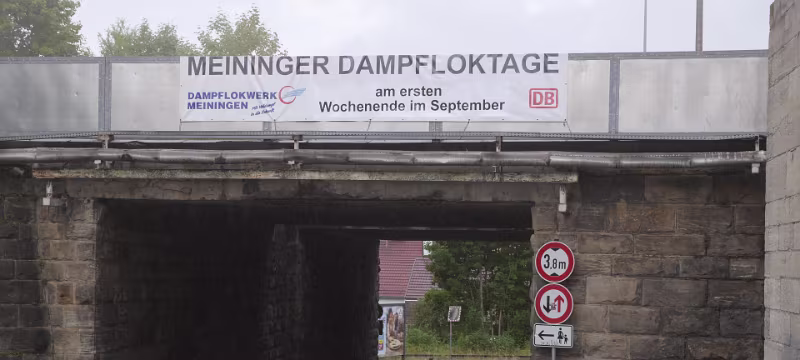 MEININGER DAMPFLOKTAGE
am ersten
Wochenende im September
DAMPFLOKWERK
MEININGEN
DB
3,8m